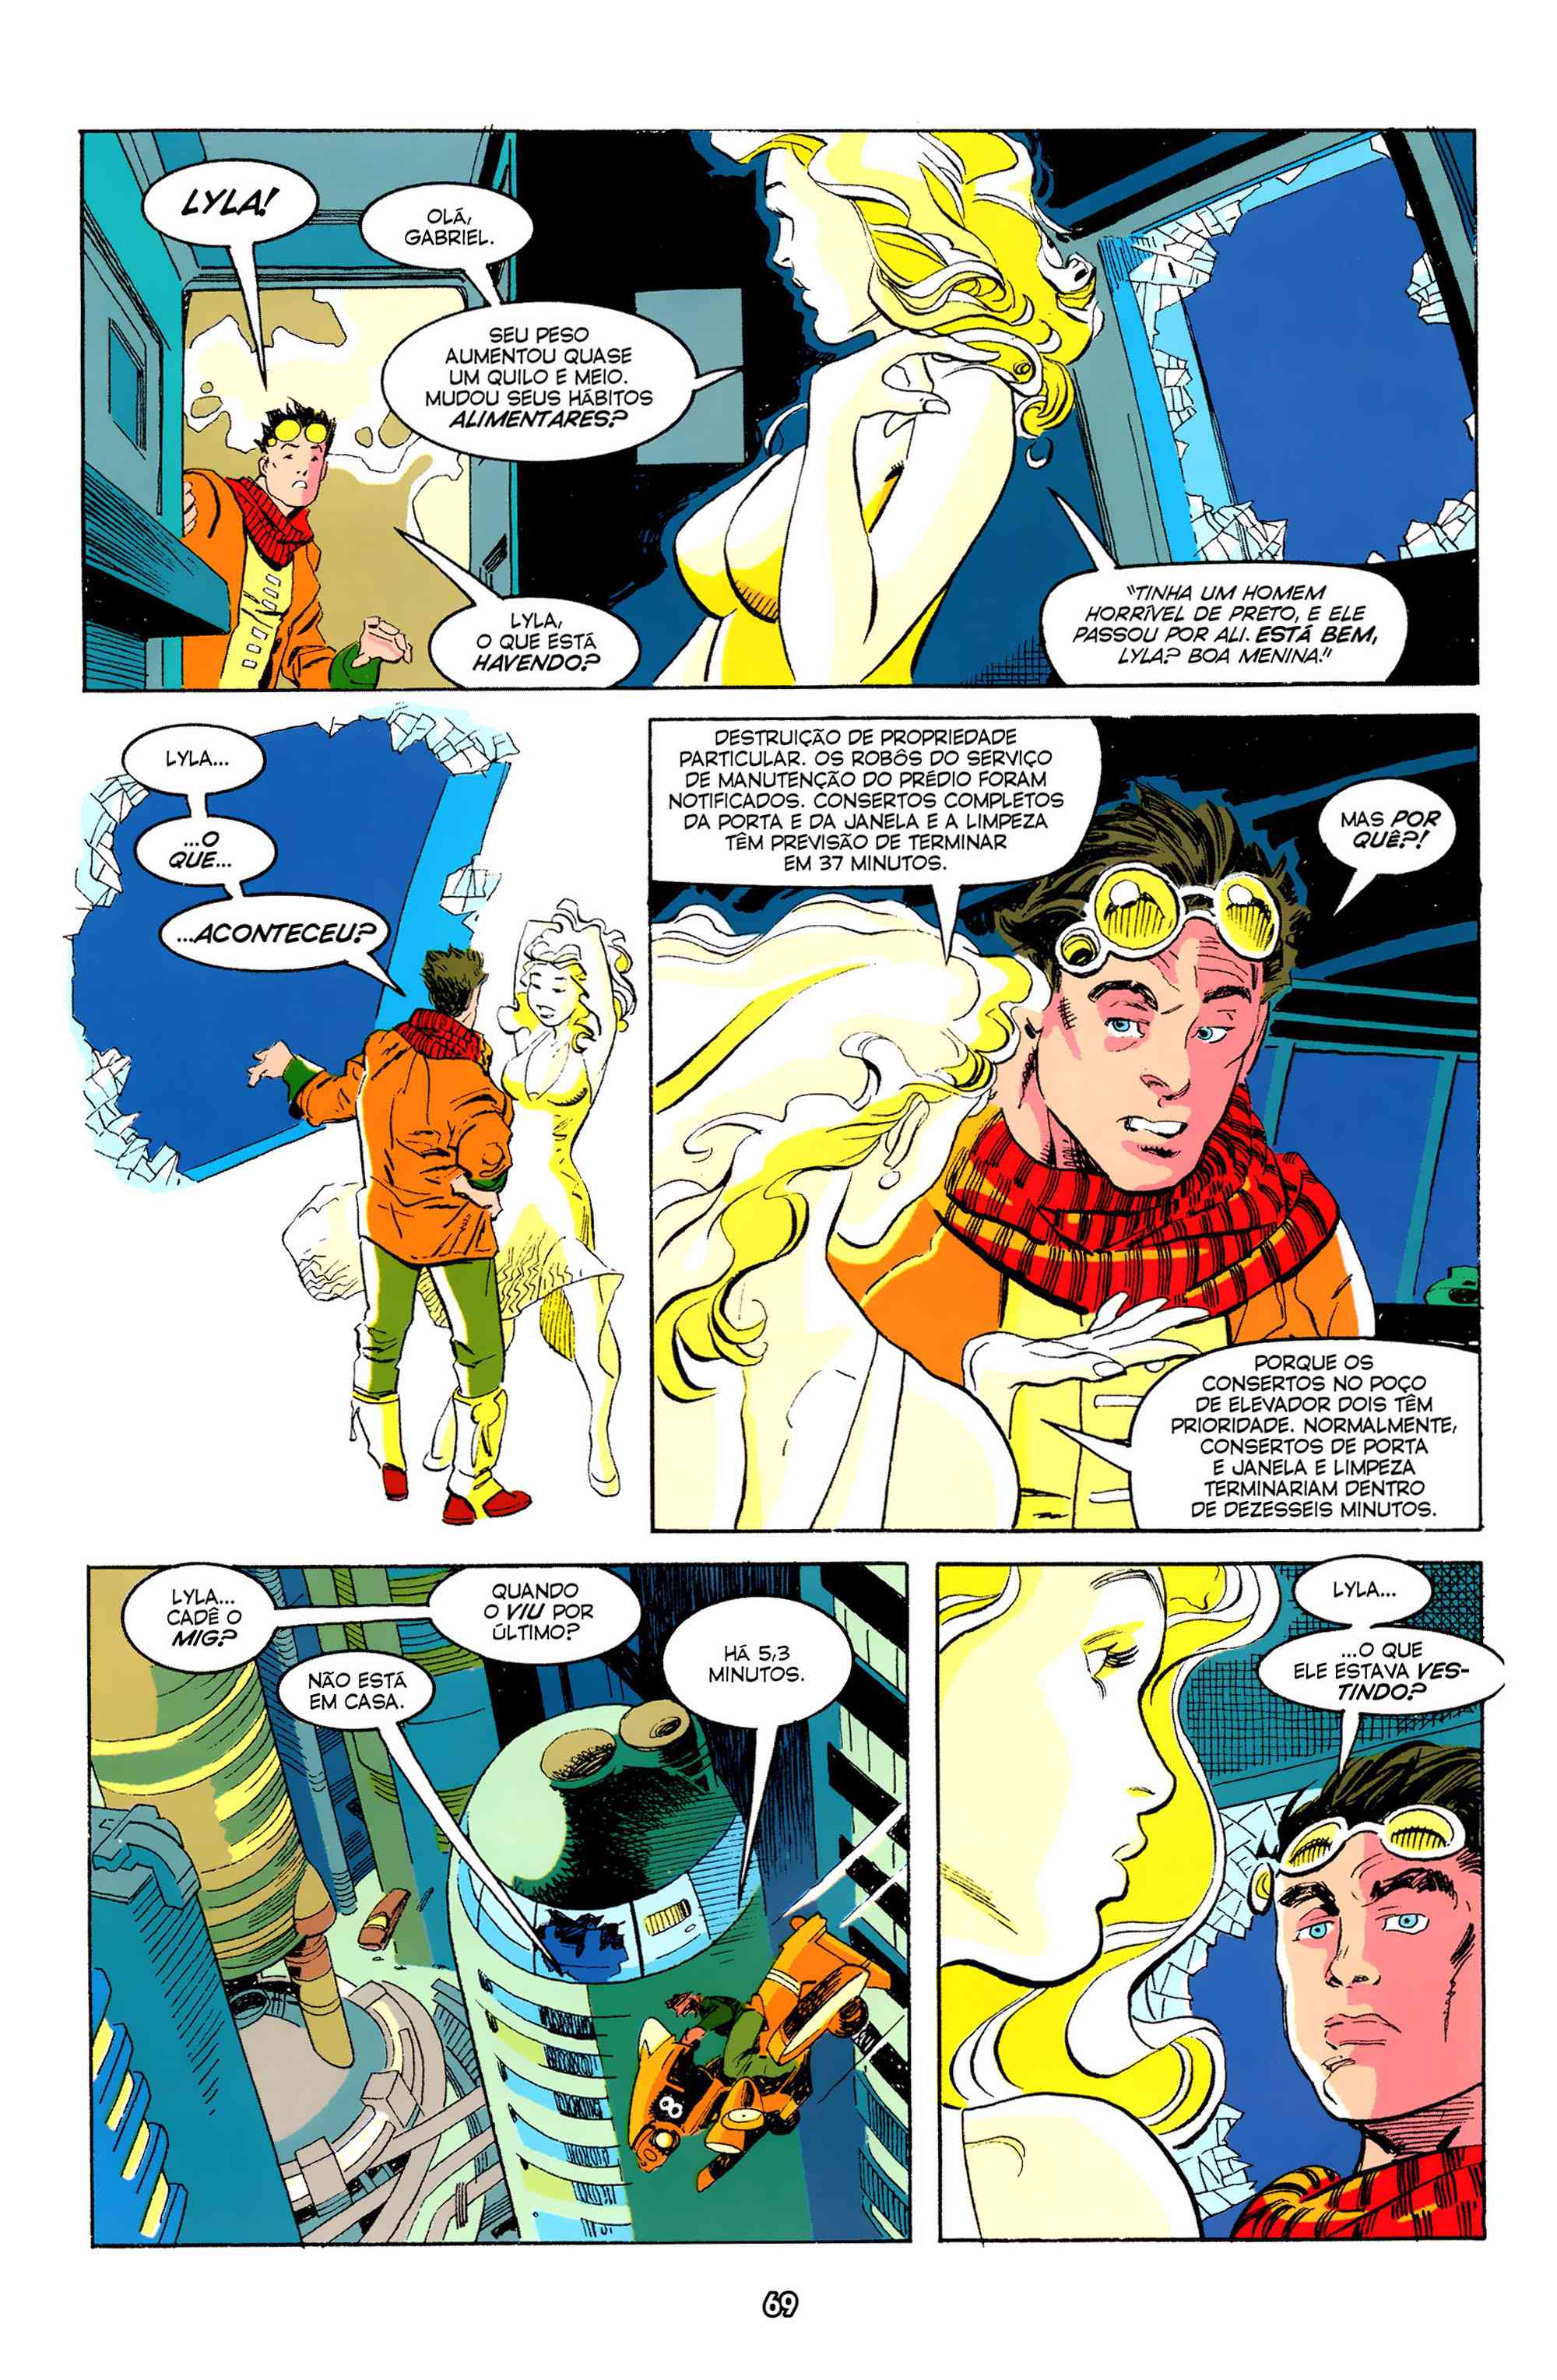 LYLA!
OLÁ,
GABRIEL.
SEU PESO
AUMENTOU QUASE
UM QUILO E MEIO.
MUDOU SEUS HÁBITOS
ALIMENTARES?
LYLA,
O QUE ESTÁ
HAVENDO?
"TINHA UM HOMEM
HORRÍVEL DE PRETO, E ELE
PASSOU POR ALI. ESTÁ BEM,
LYLA? BOA MENINA."
LYLA...
...O
QUE...
...ACONTECEU?
DESTRUIÇÃO DE PROPRIEDADE
PARTICULAR. OS ROBÔS DO SERVIÇO
DE MANUTENÇÃO DO PRÉDIO FORAM
NOTIFICADOS. CONSERTOS COMPLETOS
DA PORTA E DA JANELA E A LIMPEZA
TÊM PREVISÃO DE TERMINAR
EM 37 MINUTOS.
MAS POR
QUÊ?!
PORQUE OS
CONSERTOS NO POÇO
DE ELEVADOR DOIS TÊM
PRIORIDADE. NORMALMENTE,
CONSERTOS DE PORTA
E JANELA E LIMPEZA
TERMINARIAM DENTRO
DE DEZESSEIS MINUTOS.
LYLA...
CADÊ O
MIG?
NÃO ESTÁ
EM CASA.
QUANDO
O VIU POR
ÚLTIMO?
HÁ 5,3
MINUTOS.
8
LYLA...
...O QUE
ELE ESTAVA VES-
TINDO?
69